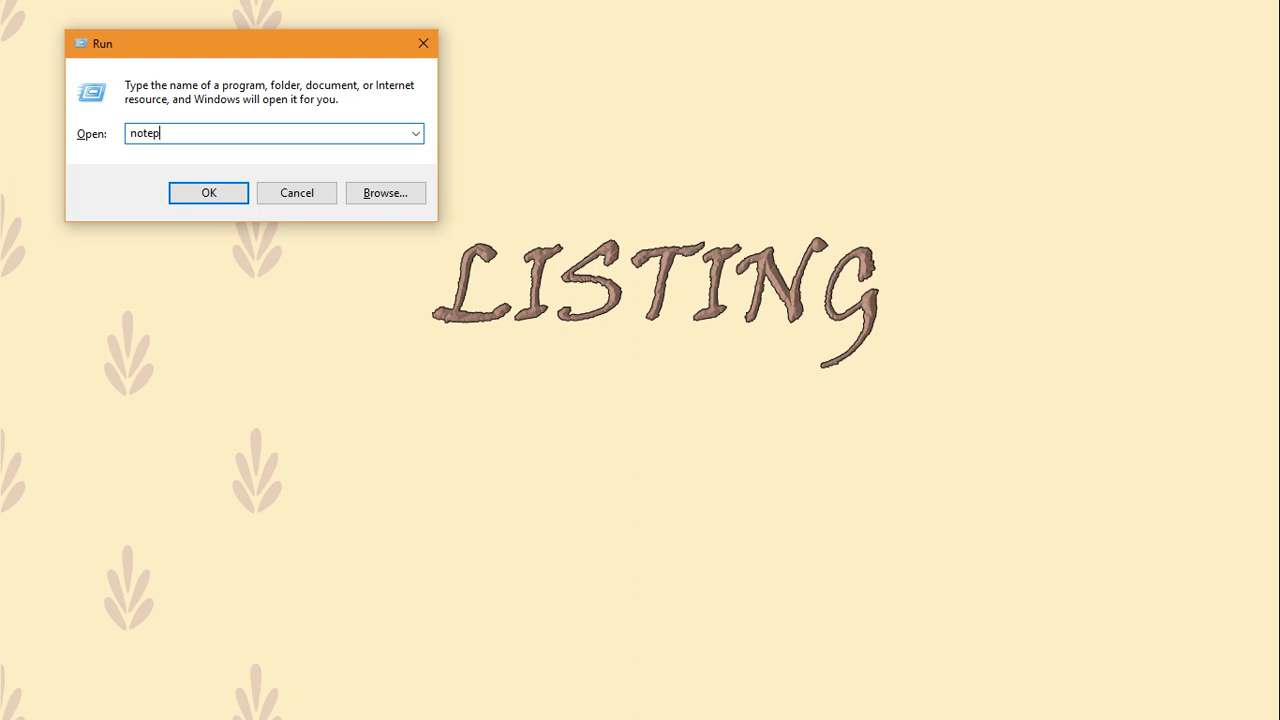 Run
Type the name of a program, folder, document, or Internet
resource, and Windows will open it for you.
Open: notep
OK Cancel Browse...
LISTING